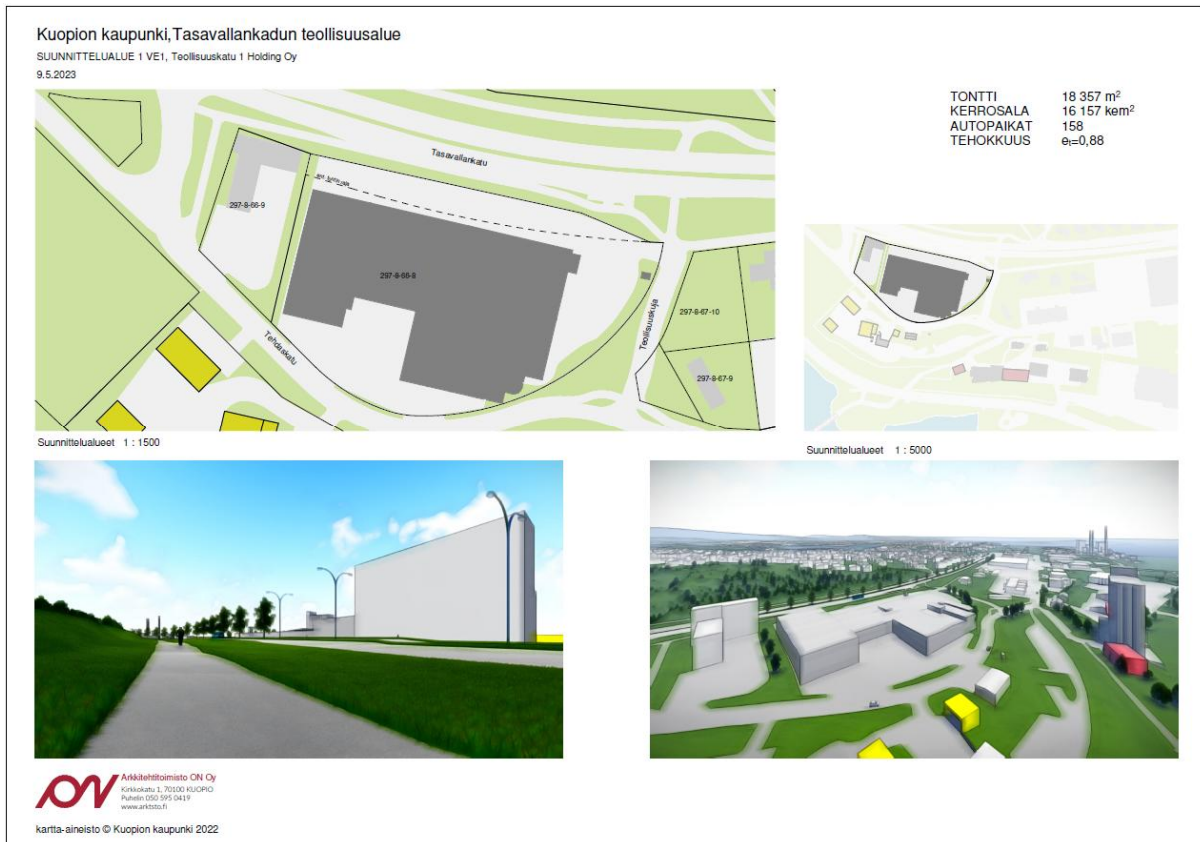 Kuopion kaupunki,Tasavallankadun teollisuusalue
SUUNNITTELUALUE 1 VE1, Teollisuuskatu 1 Holding Oy
9.5.2023
TONTTI 18 357 m²
KERROSALA 16 157 kem²
AUTOPAIKAT 158
TEHOKKUUS eₜ=0,88
Tasavallankatu
297-8-66-9
297-8-66-8
Teollisuuskuja
297-8-67-10
Tehdaskatu
297-8-67-9
Suunnittelualueet 1 : 1500
Suunnittelualueet 1 : 5000
ON
Arkkitehtitoimisto ON Oy
Kirkkokatu 1, 70100 KUOPIO
Puhelin 050 595 0419
www.arktsto.fi
kartta-aineisto © Kuopion kaupunki 2022